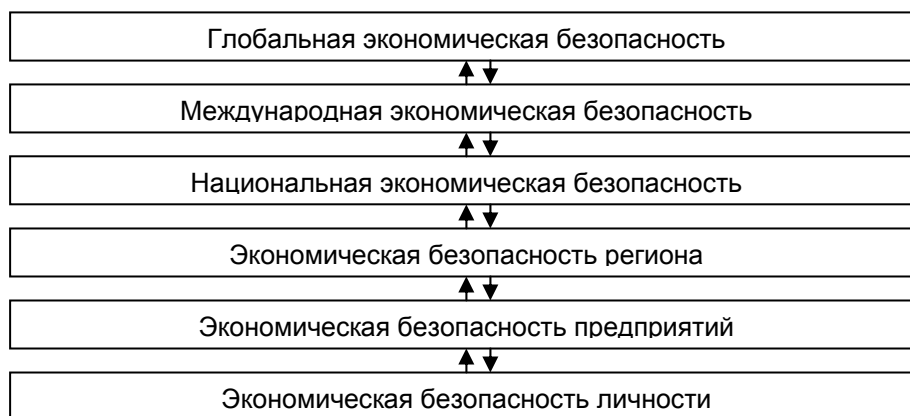 Глобальная экономическая безопасность
Международная экономическая безопасность
Национальная экономическая безопасность
Экономическая безопасность региона
Экономическая безопасность предприятий
Экономическая безопасность личности